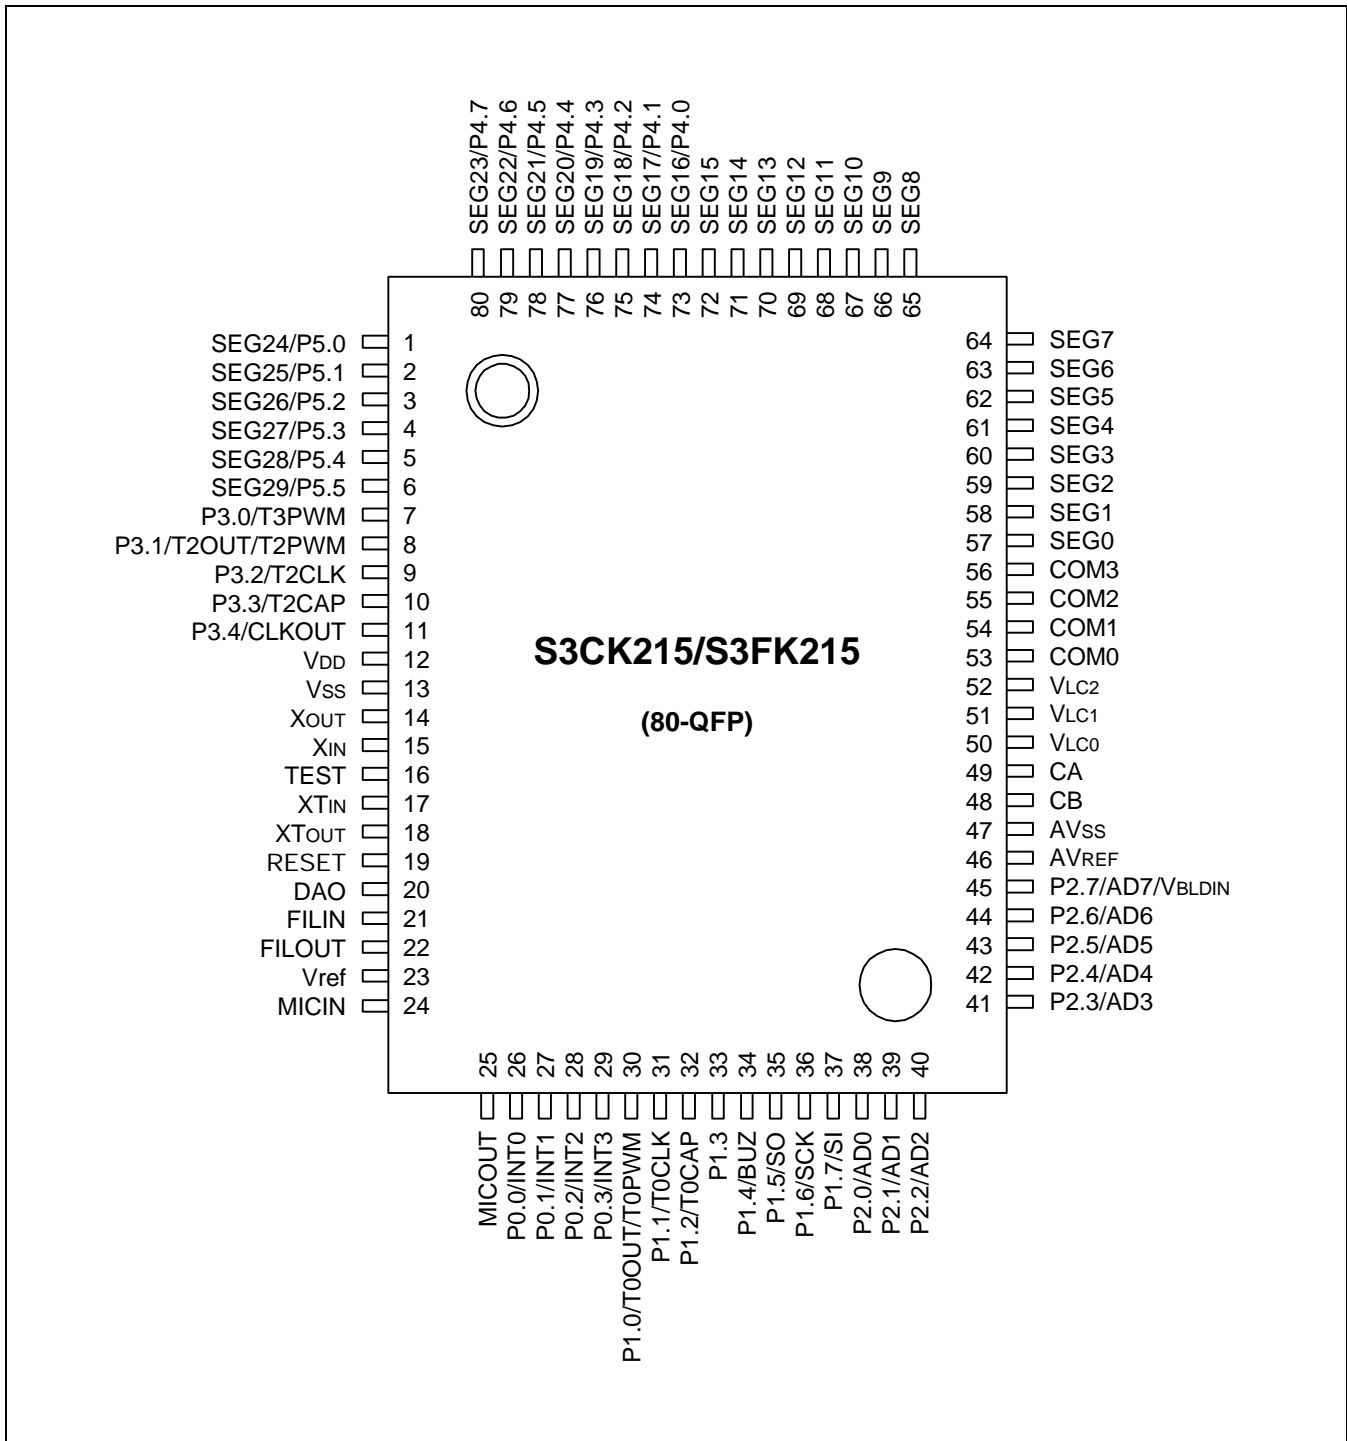 SEG23/P4.7
SEG22/P4.6
SEG21/P4.5
SEG20/P4.4
SEG19/P4.3
SEG18/P4.2
SEG17/P4.1
SEG16/P4.0
SEG15
SEG14
SEG13
SEG12
SEG11
SEG10
SEG9
SEG8
80 79 78 77 76 75 74 73 72 71 70 69 68 67 66 65
SEG24/P5.0 1
SEG25/P5.1 2
SEG26/P5.2 3
SEG27/P5.3 4
SEG28/P5.4 5
SEG29/P5.5 6
P3.0/T3PWM 7
P3.1/T2OUT/T2PWM 8
P3.2/T2CLK 9
P3.3/T2CAP 10
P3.4/CLKOUT 11
VDD 12
VSS 13
XOUT 14
XIN 15
TEST 16
XTIN 17
XTOUT 18
RESET 19
DAO 20
FILIN 21
FILOUT 22
Vref 23
MICIN 24
S3CK215/S3FK215
(80-QFP)
64 SEG7
63 SEG6
62 SEG5
61 SEG4
60 SEG3
59 SEG2
58 SEG1
57 SEG0
56 COM3
55 COM2
54 COM1
53 COM0
52 VLC2
51 VLC1
50 VLC0
49 CA
48 CB
47 AVSS
46 AVREF
45 P2.7/AD7/VBLDIN
44 P2.6/AD6
43 P2.5/AD5
42 P2.4/AD4
41 P2.3/AD3
25 26 27 28 29 30 31 32 33 34 35 36 37 38 39 40
MICOUT
P0.0/INT0
P0.1/INT1
P0.2/INT2
P0.3/INT3
P1.0/T0OUT/T0PWM
P1.1/T0CLK
P1.2/T0CAP
P1.3
P1.4/BUZ
P1.5/SO
P1.6/SCK
P1.7/SI
P2.0/AD0
P2.1/AD1
P2.2/AD2